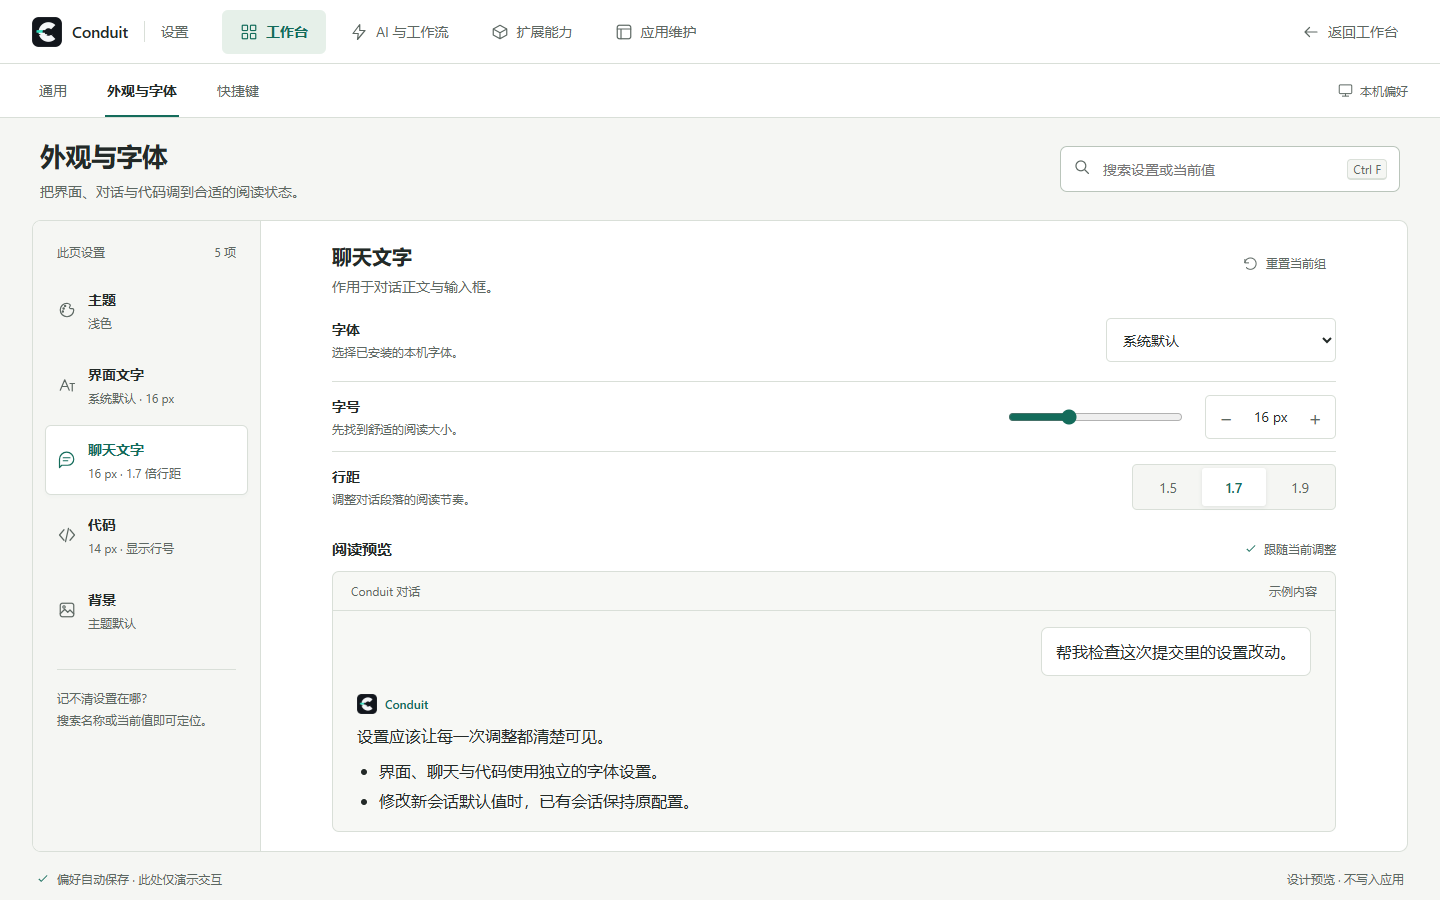 Conduit
设置
工作台
AI 与工作流
扩展能力
应用维护
返回工作台
通用
外观与字体
快捷键
本机偏好
外观与字体
把界面、对话与代码调到合适的阅读状态。
搜索设置或当前值
Ctrl F
此页设置
5 项
主题
浅色
界面文字
系统默认 · 16 px
聊天文字
16 px · 1.7 倍行距
代码
14 px · 显示行号
背景
主题默认
记不清设置在哪？
搜索名称或当前值即可定位。
聊天文字
作用于对话正文与输入框。
重置当前组
字体
选择已安装的本机字体。
系统默认
字号
先找到舒适的阅读大小。
− 16 px +
行距
调整对话段落的阅读节奏。
1.5 1.7 1.9
阅读预览
跟随当前调整
Conduit 对话
示例内容
帮我检查这次提交里的设置改动。
Conduit
设置应该让每一次调整都清楚可见。
• 界面、聊天与代码使用独立的字体设置。
• 修改新会话默认值时，已有会话保持原配置。
偏好自动保存 · 此处仅演示交互
设计预览 · 不写入应用